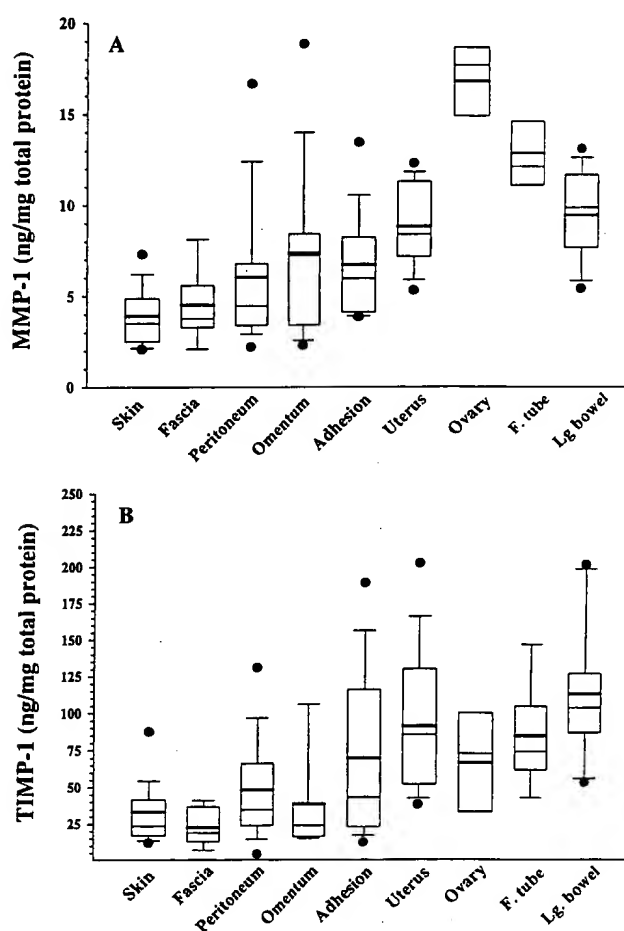 A
MMP-1 (ng/mg total protein)
20
15
10
5
0
Skin
Fascia
Peritoneum
Omentum
Adhesion
Uterus
Ovary
F. tube
Lg bowel
B
TIMP-1 (ng/mg total protein)
250
225
200
175
150
125
100
75
50
25
Skin
Fascia
Peritoneum
Omentum
Adhesion
Uterus
Ovary
F. tube
Lg. bowel